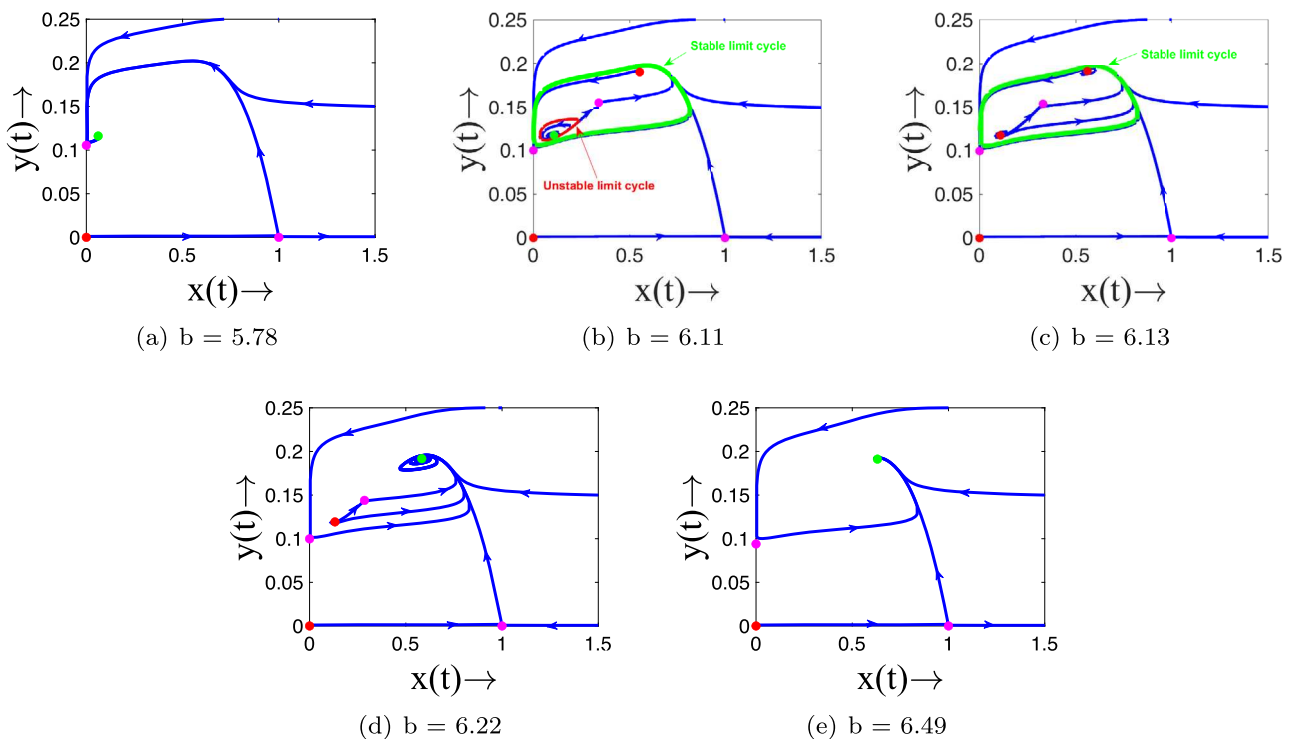 0.25
0.2
0.15
0.1
0.05
0
y(t)→
0 0.5 1 1.5
x(t)→
(a) b = 5.78
0.25
0.2
0.15
0.1
0.05
0
y(t)→
Stable limit cycle
Unstable limit cycle
0 0.5 1 1.5
x(t)→
(b) b = 6.11
0.25
0.2
0.15
0.1
0.05
0
y(t)→
Stable limit cycle
0 0.5 1 1.5
x(t)→
(c) b = 6.13
0.25
0.2
0.15
0.1
0.05
0
y(t)→
0 0.5 1 1.5
x(t)→
(d) b = 6.22
0.25
0.2
0.15
0.1
0.05
0
y(t)→
0 0.5 1 1.5
x(t)→
(e) b = 6.49